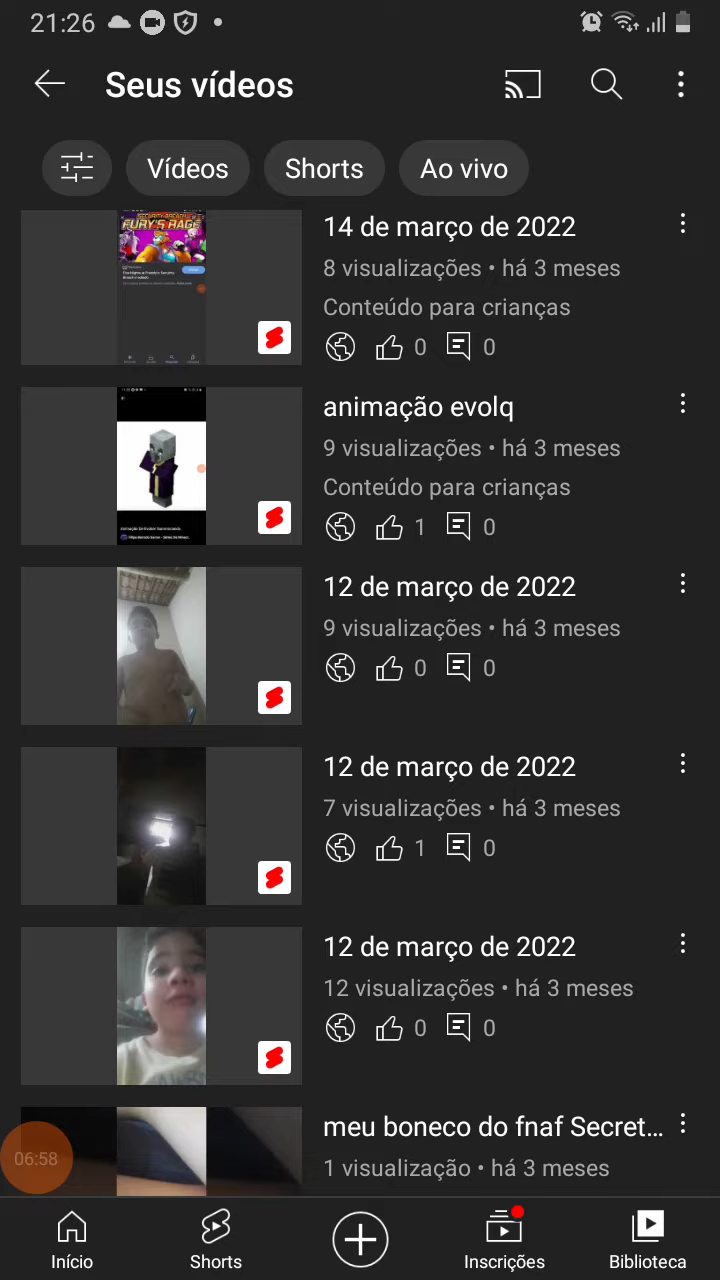 21:26
Seus vídeos
Vídeos
Shorts
Ao vivo
SECURITY BREACH
FURY'S RAGE
14 de março de 2022
8 visualizações • há 3 meses
Conteúdo para crianças
0 0
animação evolq
9 visualizações • há 3 meses
Conteúdo para crianças
1 0
12 de março de 2022
9 visualizações • há 3 meses
0 0
12 de março de 2022
7 visualizações • há 3 meses
1 0
12 de março de 2022
12 visualizações • há 3 meses
0 0
meu boneco do fnaf Secret...
1 visualização • há 3 meses
06:58
Início
Shorts
Inscrições
Biblioteca